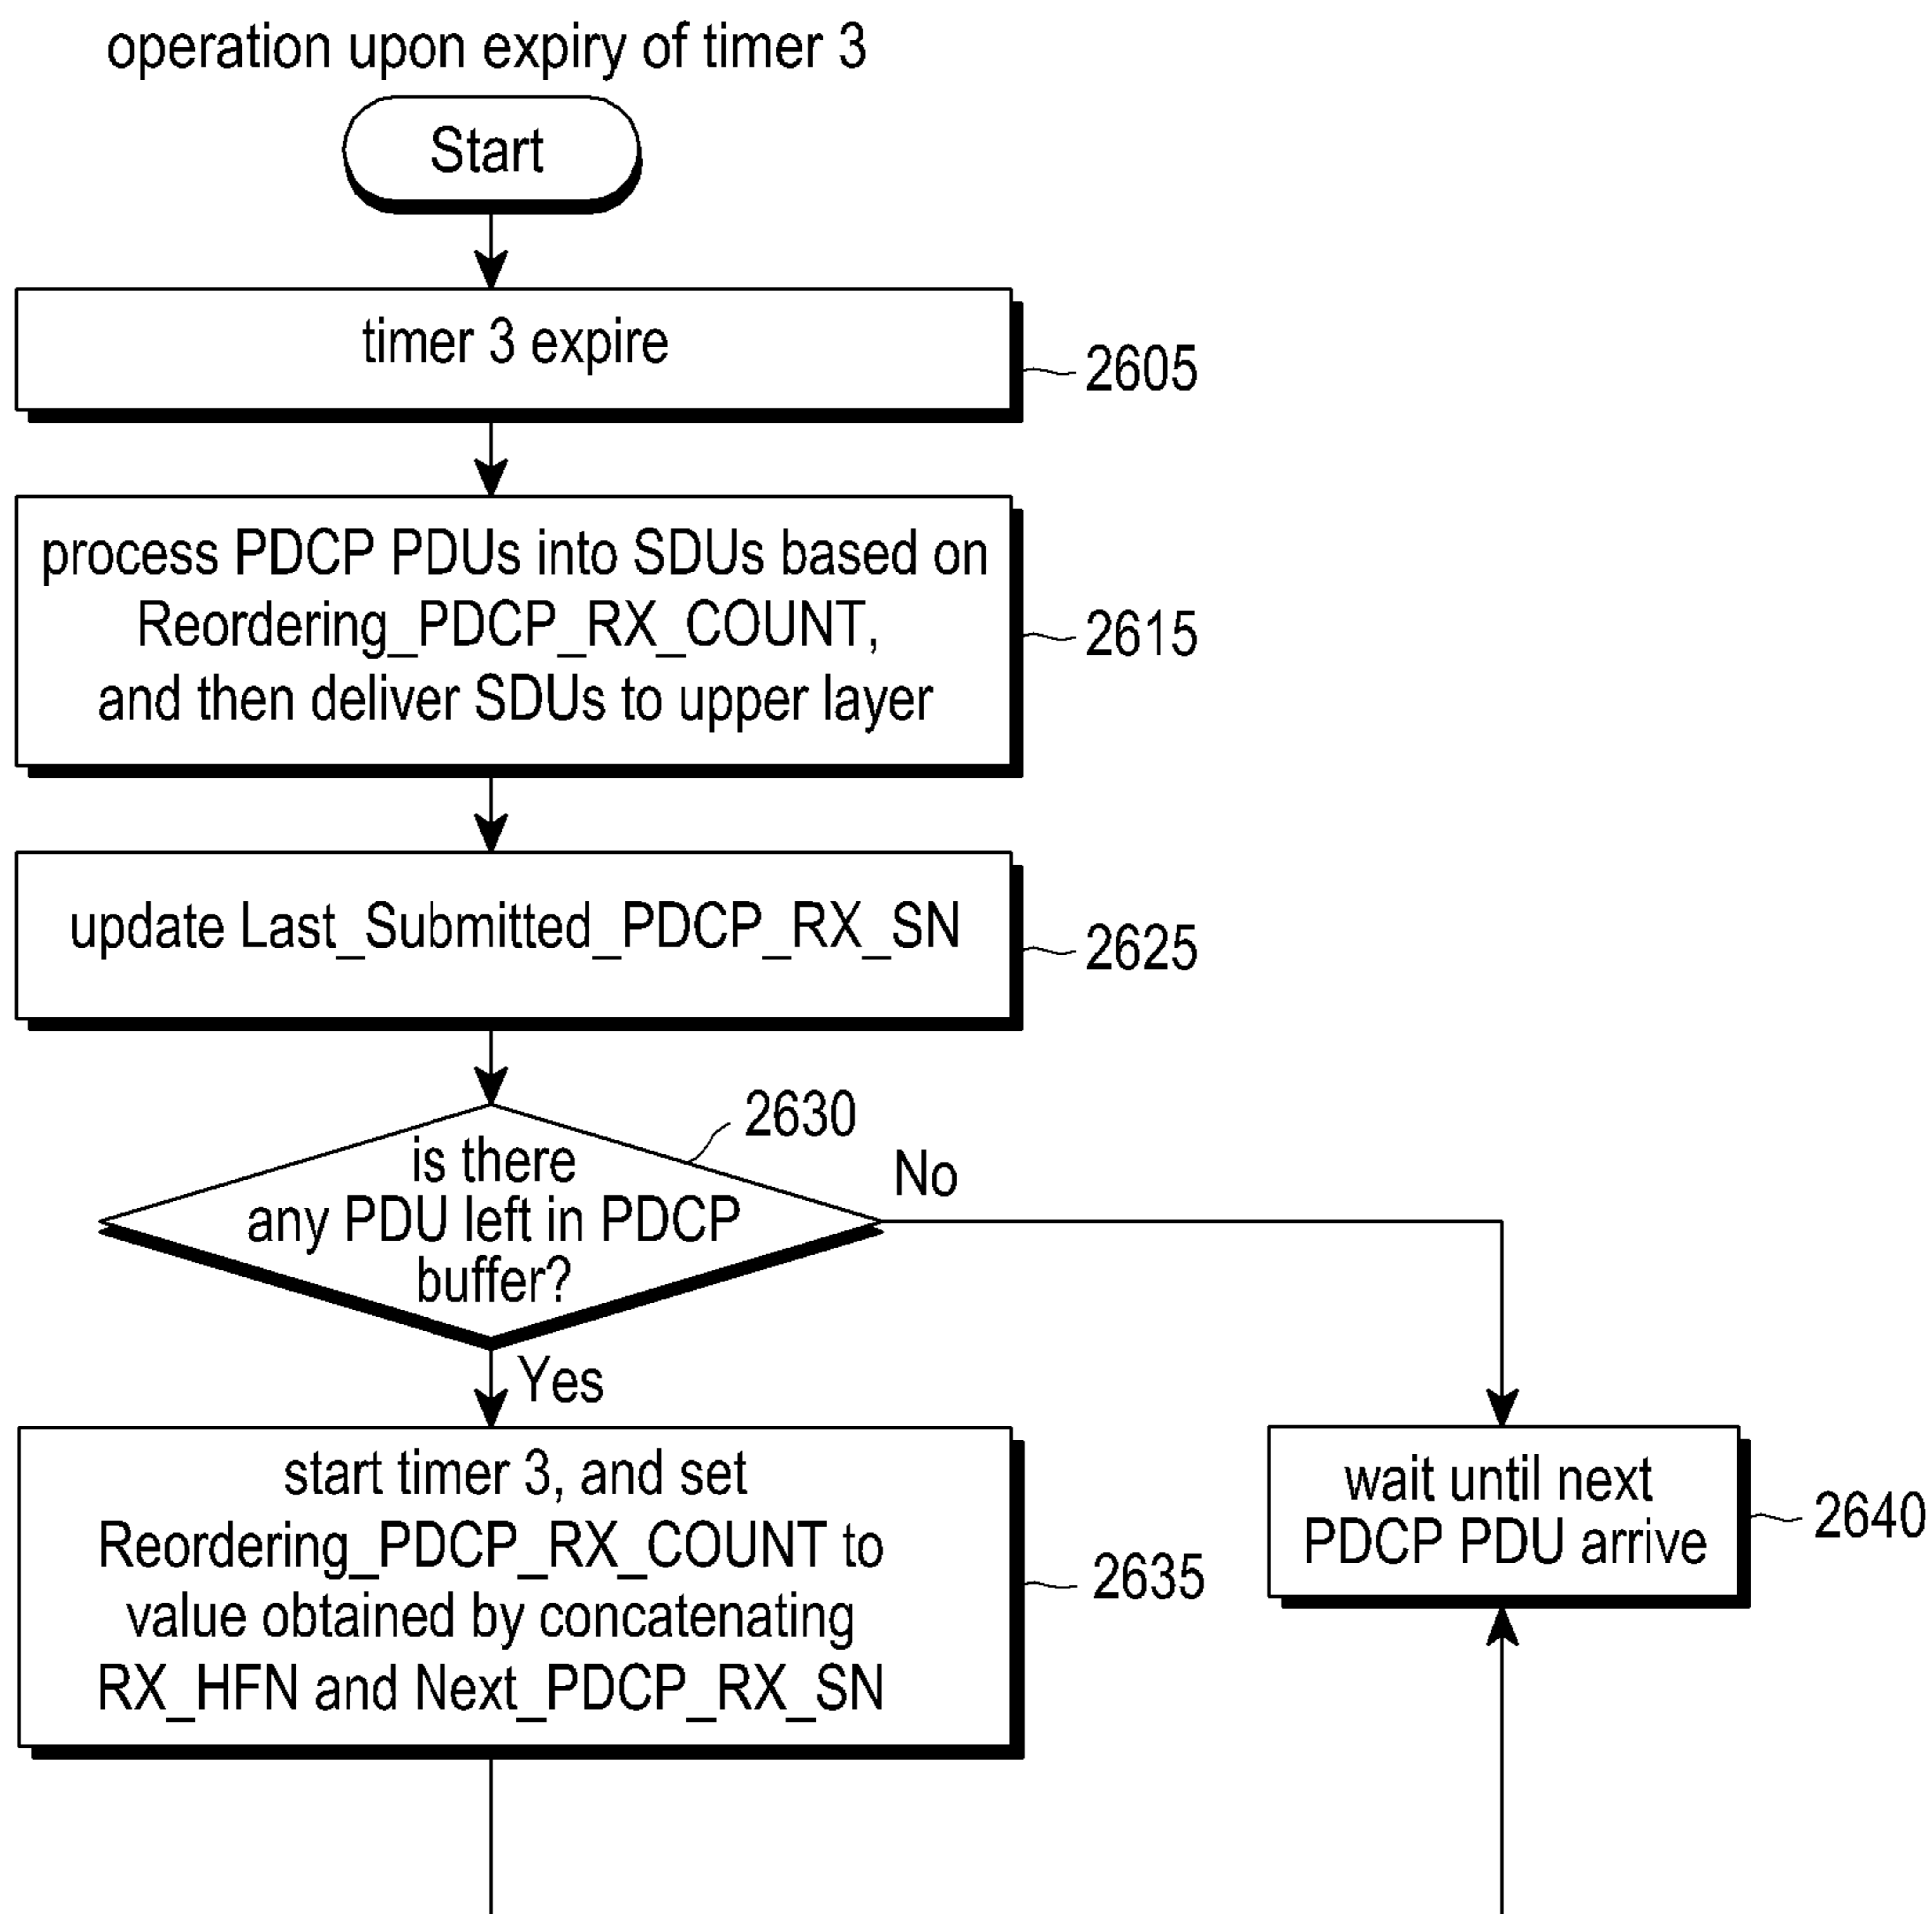 operation upon expiry of timer 3
Start
timer 3 expire
2605
process PDCP PDUs into SDUs based on
Reordering_PDCP_RX_COUNT,
and then deliver SDUs to upper layer
2615
update Last_Submitted_PDCP_RX_SN
2625
2630
is there
any PDU left in PDCP
buffer?
No
Yes
start timer 3, and set
Reordering_PDCP_RX_COUNT to
value obtained by concatenating
RX_HFN and Next_PDCP_RX_SN
2635
wait until next
PDCP PDU arrive
2640